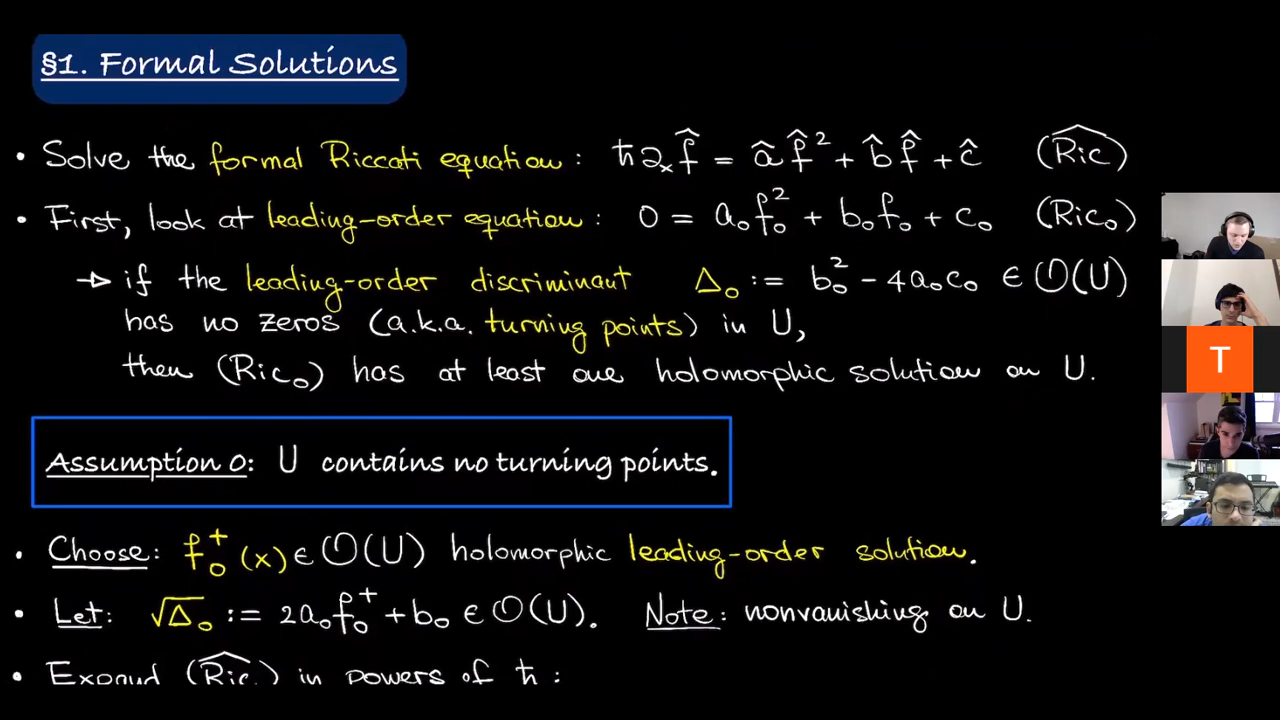 §1. Formal Solutions
• Solve the formal Riccati equation: ħ∂ₓf̂ = âf̂² + b̂f̂ + ĉ (R̂ic)
• First, look at leading-order equation: 0 = a₀f₀² + b₀f₀ + c₀ (Ric₀)
→ if the leading-order discriminant Δ₀ := b₀² − 4a₀c₀ ∈ 𝒪(U)
has no zeros (a.k.a. turning points) in U,
then (Ric₀) has at least one holomorphic solution on U.
Assumption 0: U contains no turning points.
• Choose: f₀⁺(x) ∈ 𝒪(U) holomorphic leading-order solution.
• Let: √Δ₀ := 2a₀f₀⁺ + b₀ ∈ 𝒪(U). Note: nonvanishing on U.
• Expand (R̂ic) in powers of ħ:
T